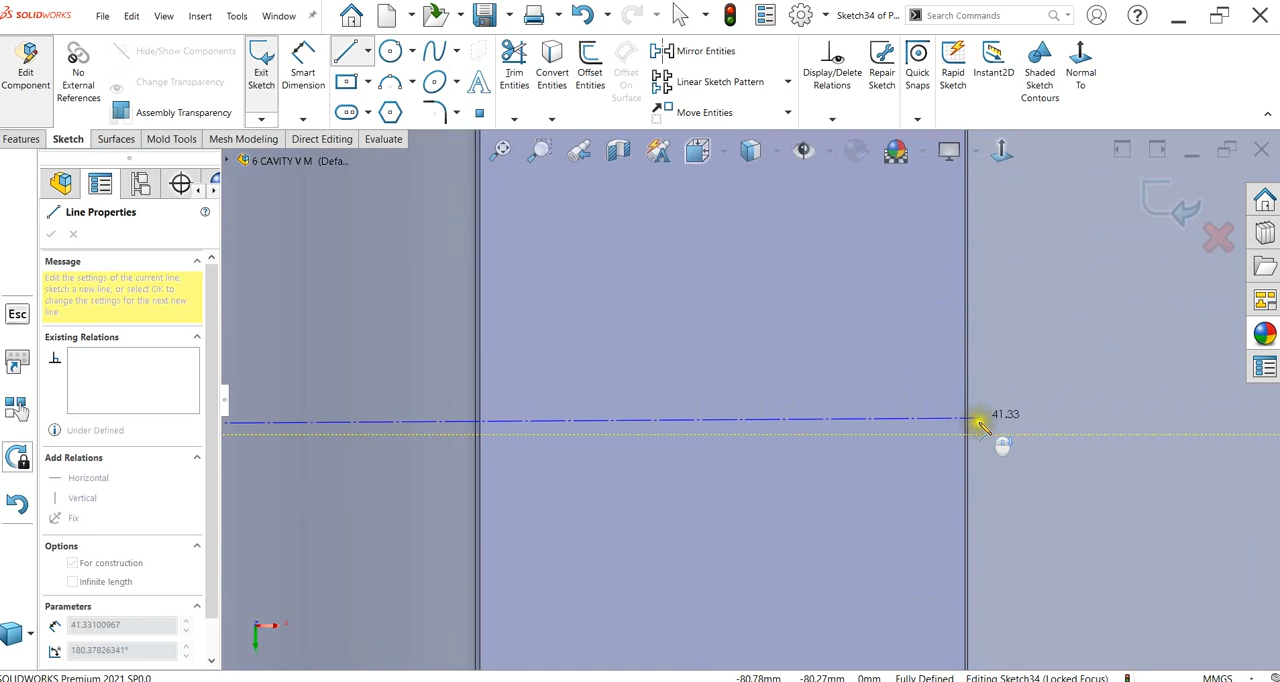 SOLIDWORKS
Line
Edit
View
Insert
Tools
Window
Sketch34 of P...
Search Commands
?
Edit
Component
No
External
References
Hide/Show Components
Change Transparency
Assembly Transparency
Exit
Sketch
Smart
Dimension
Trim
Entities
Convert
Entities
Offset
Entities
Offset
On
Surface
Mirror Entities
Linear Sketch Pattern
Move Entities
Display/Delete
Relations
Repair
Sketch
Quick
Snaps
Rapid
Sketch
Instant2D
Shaded
Sketch
Contours
Normal
To
Features
Sketch
Surfaces
Mold Tools
Mesh Modeling
Direct Editing
Evaluate
6 CAVITY V M (Defa...
Line Properties
?
Message
Edit the settings of the current line,
sketch a new line, or select OK to
change the settings for the next new
line.
Existing Relations
Under Defined
Add Relations
Horizontal
Vertical
Fix
Options
For construction
Infinite length
Parameters
41.33100967
180.37826341°
Esc
41.33
X
SOLIDWORKS Premium 2021 SP0.0
-80.78mm
-80.27mm
0mm
Fully Defined
Editing Sketch34 (Locked Focus)
MMGS